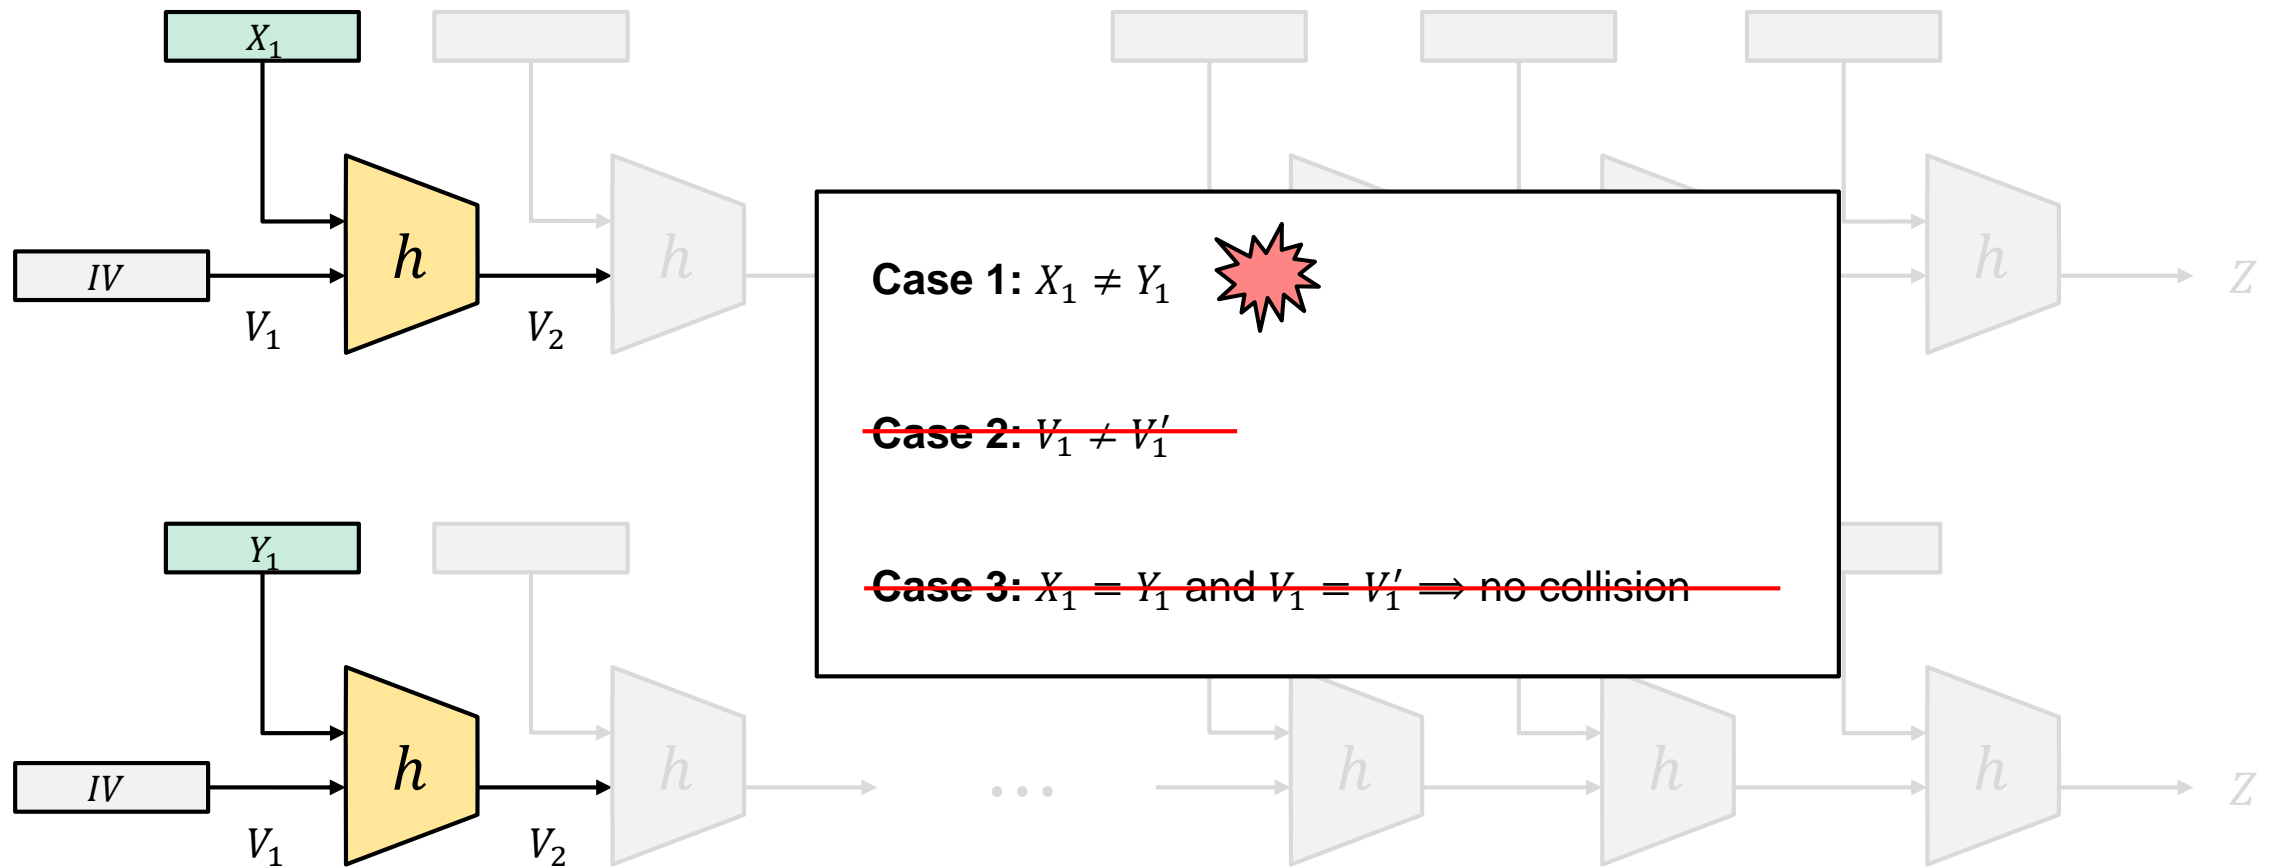 X₁
IV
V₁
h
V₂
h
h
Z
Case 1: X₁ ≠ Y₁
Case 2: V₁ ≠ V₁′
Case 3: X₁ = Y₁ and V₁ = V₁′ ⟹ no collision
Y₁
IV
V₁
h
V₂
h
...
h
h
h
Z